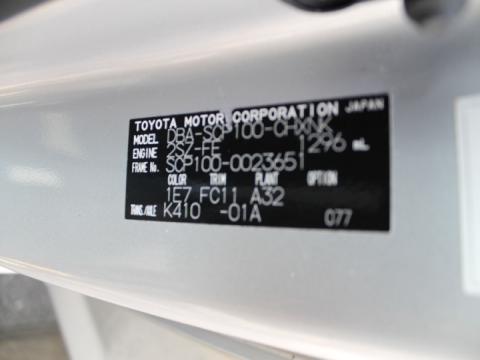 TOYOTA MOTOR CORPORATION JAPAN
MODEL DBA-SCP100-CHXNK
ENGINE 2SZ-FE 1296 mL
FRAME No. SCP100-0023651
COLOR TRIM PLANT OPTION
1E7 FC11 A32
TRANS./AXLE K410 -01A 077